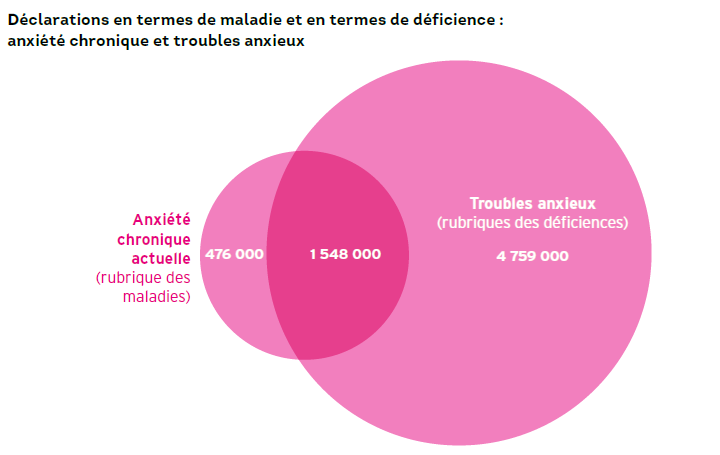 Déclarations en termes de maladie et en termes de déficience :
anxiété chronique et troubles anxieux
Anxiété
chronique
actuelle
(rubrique des
maladies)
476 000
1 548 000
Troubles anxieux
(rubriques des déficiences)
4 759 000